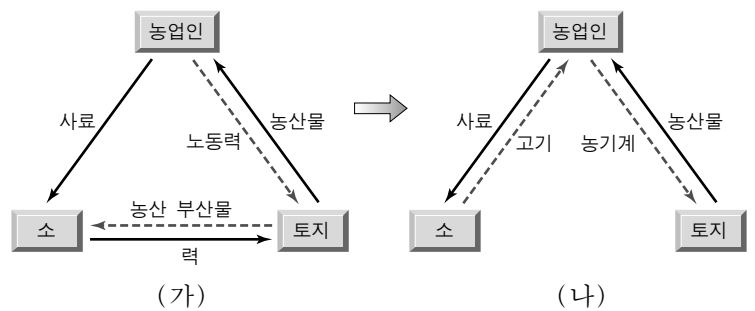 농업인 농업인
사료 노동력 농산물 사료 고기 농기계 농산물
농산 부산물
소 토지 소 토지
력
(가) (나)